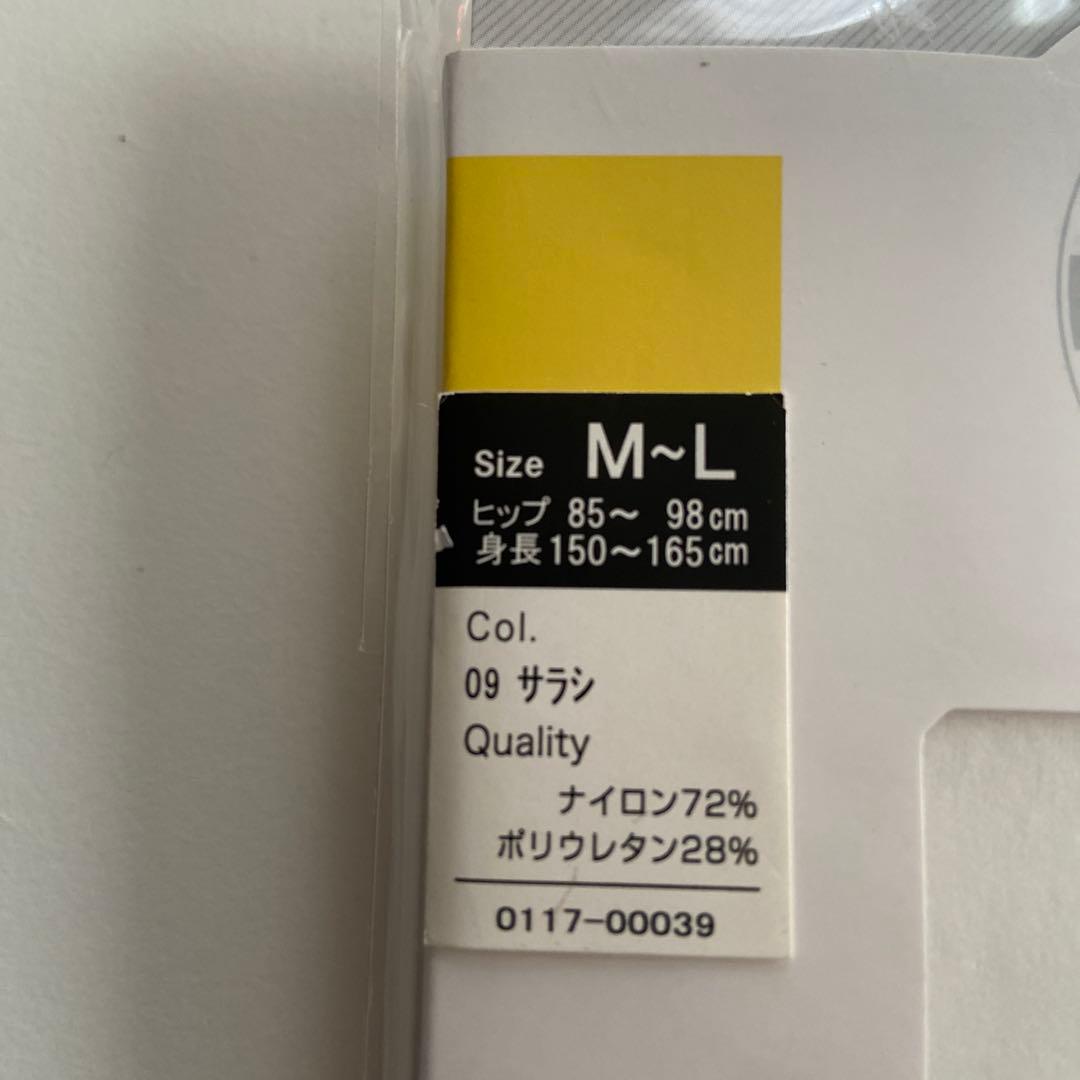 Size M~L
ヒップ 85～ 98cm
身長150～165cm
Col.
09 サラシ
Quality
ナイロン72%
ポリウレタン28%
0117-00039